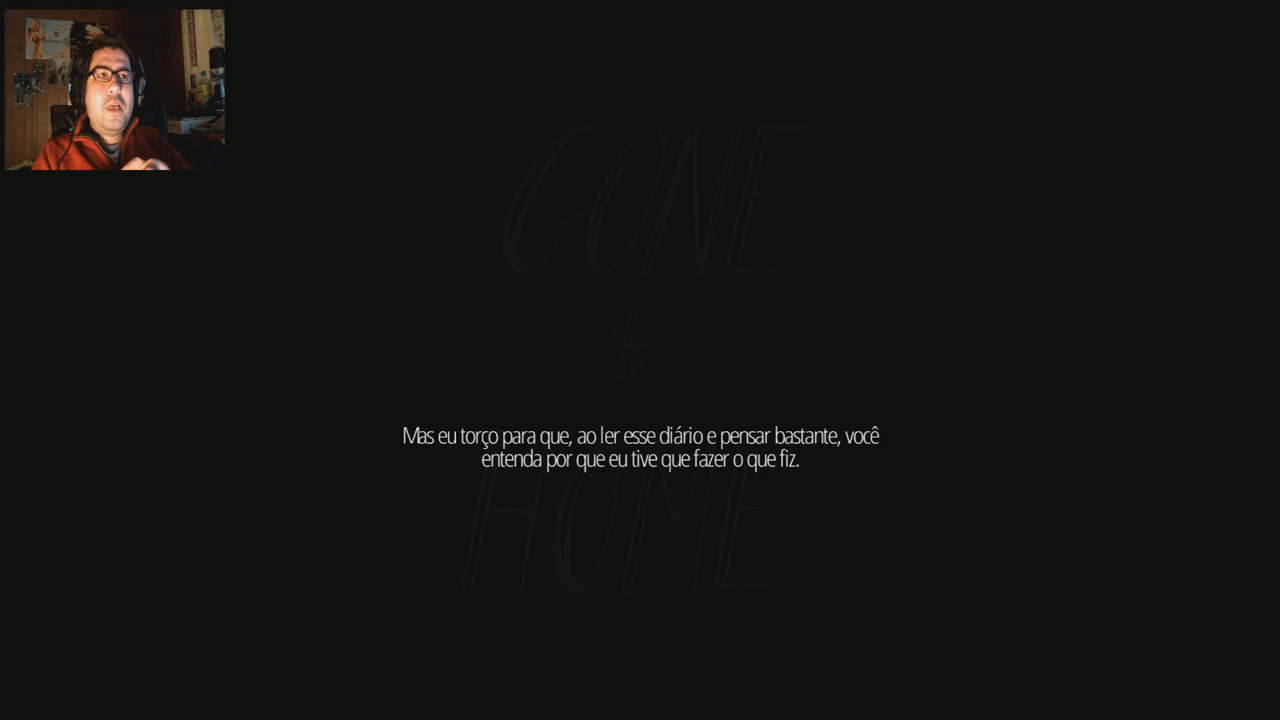 GONE
Mas eu torço para que, ao ler esse diário e pensar bastante, você
entenda por que eu tive que fazer o que fiz.
HOME